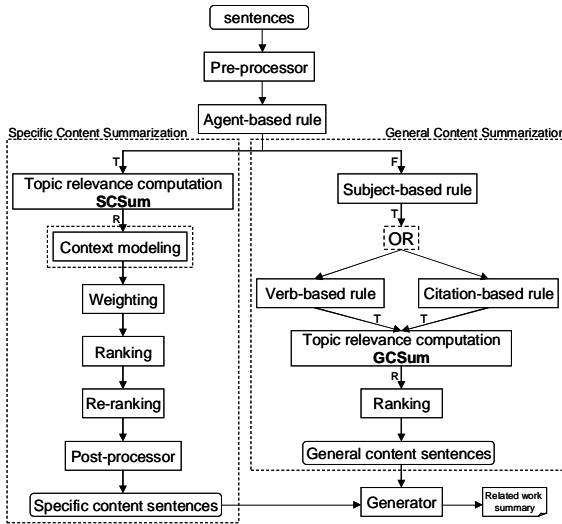 sentences
Pre-processor
Agent-based rule
Specific Content Summarization
General Content Summarization
T
F
Topic relevance computation
SCSum
Subject-based rule
R
T
Context modeling
OR
Weighting
Verb-based rule
Citation-based rule
T
T
Ranking
Topic relevance computation
GCSum
R
Re-ranking
Ranking
Post-processor
General content sentences
Specific content sentences
Generator
Related work
summary